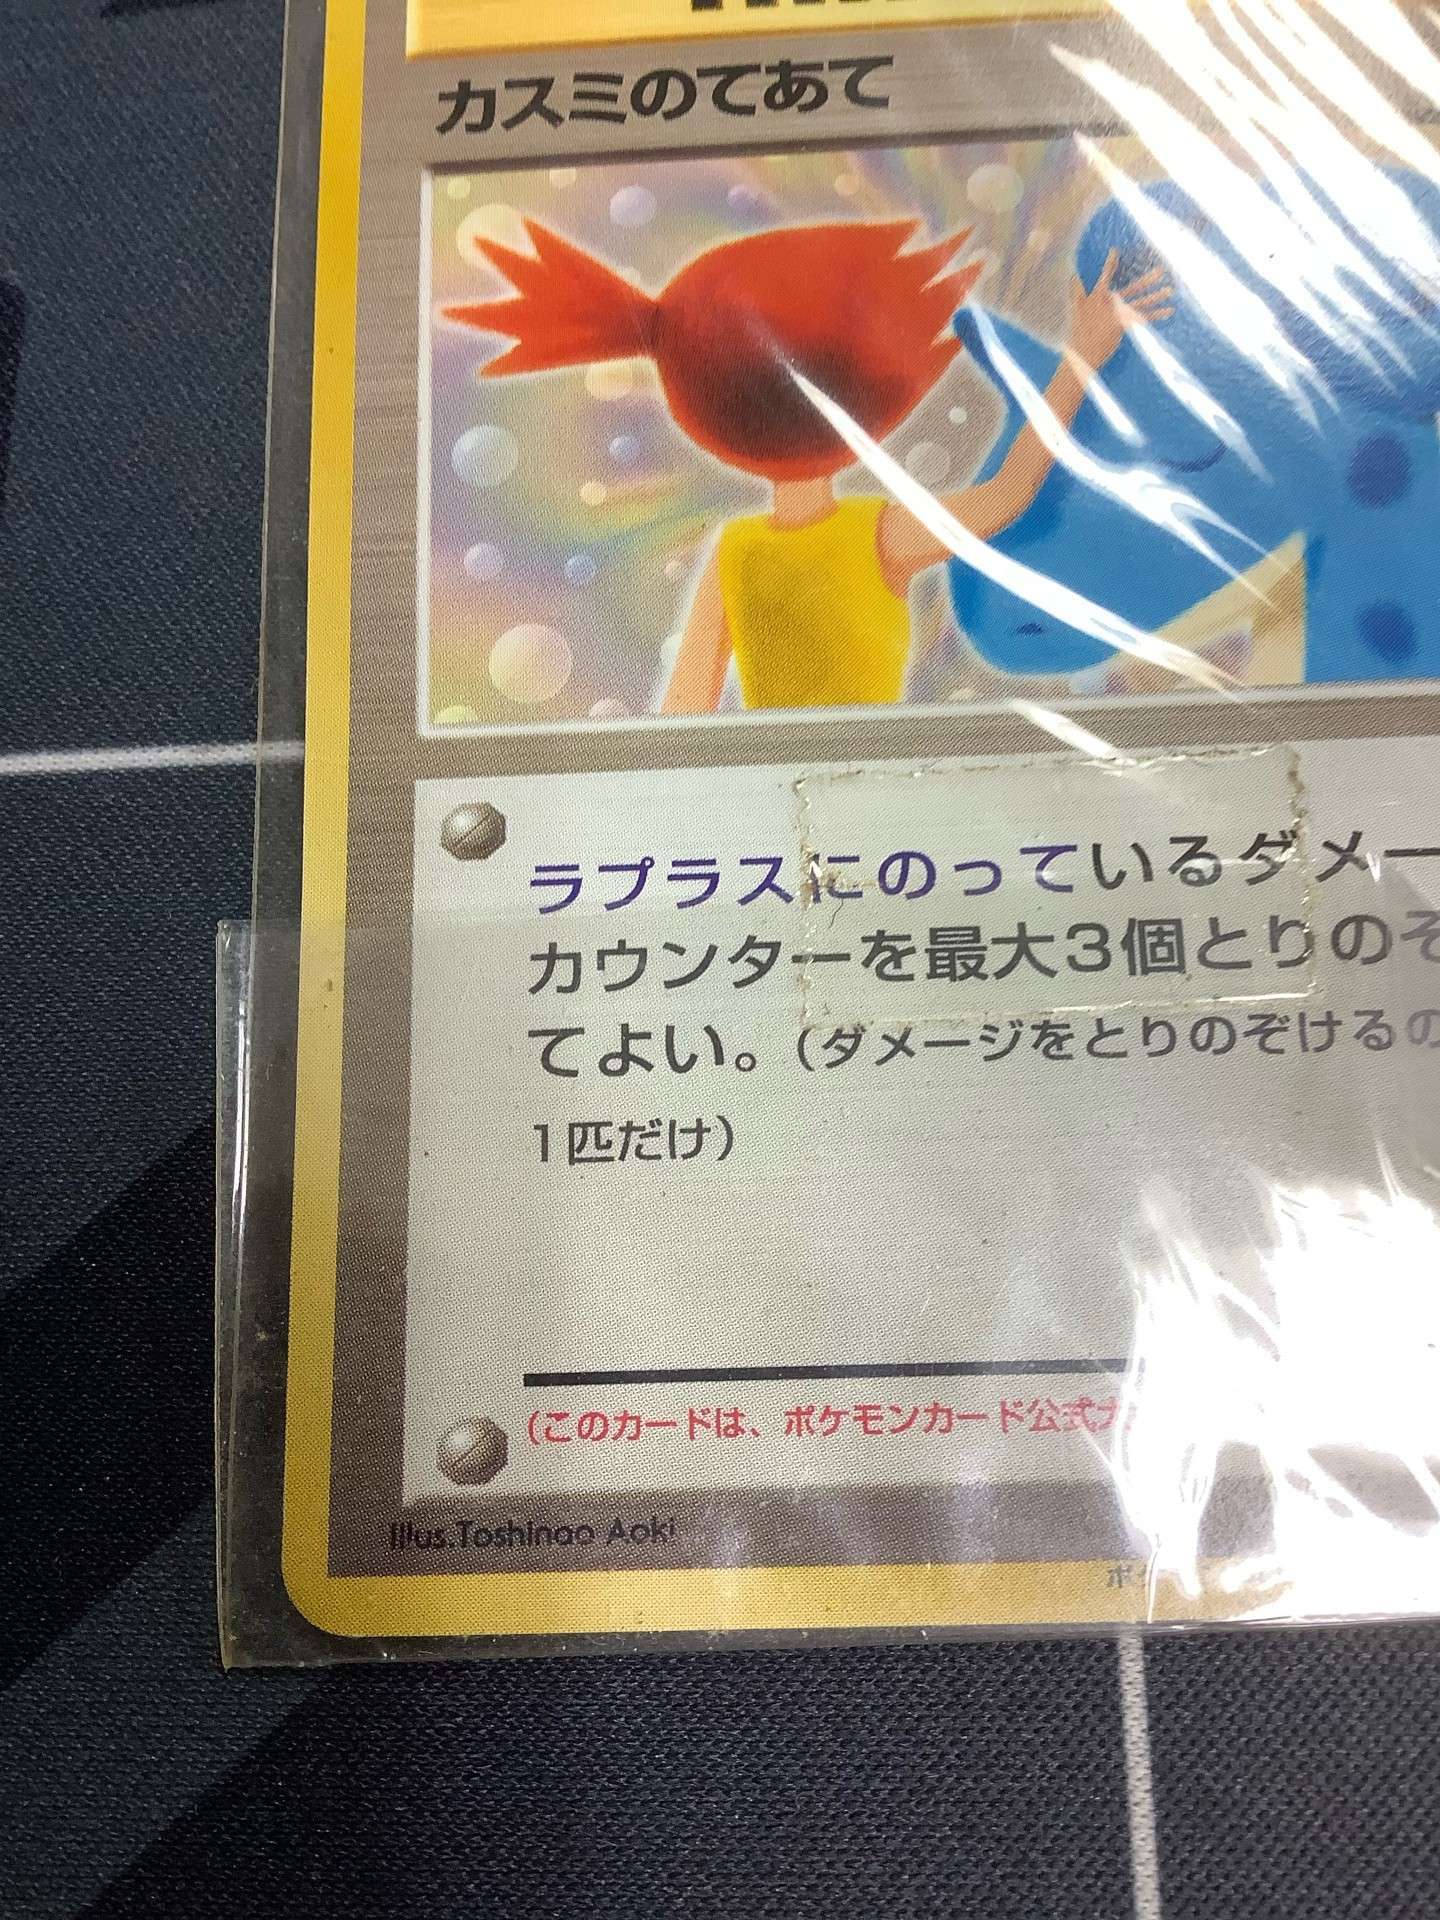 カスミのてあて
ラプラスにのっているダメー
カウンターを最大3個とりのぞ
てよい。(ダメージをとりのぞけるの
1匹だけ)
(このカードは、ポケモンカード公式
Illus.Toshinao Aoki